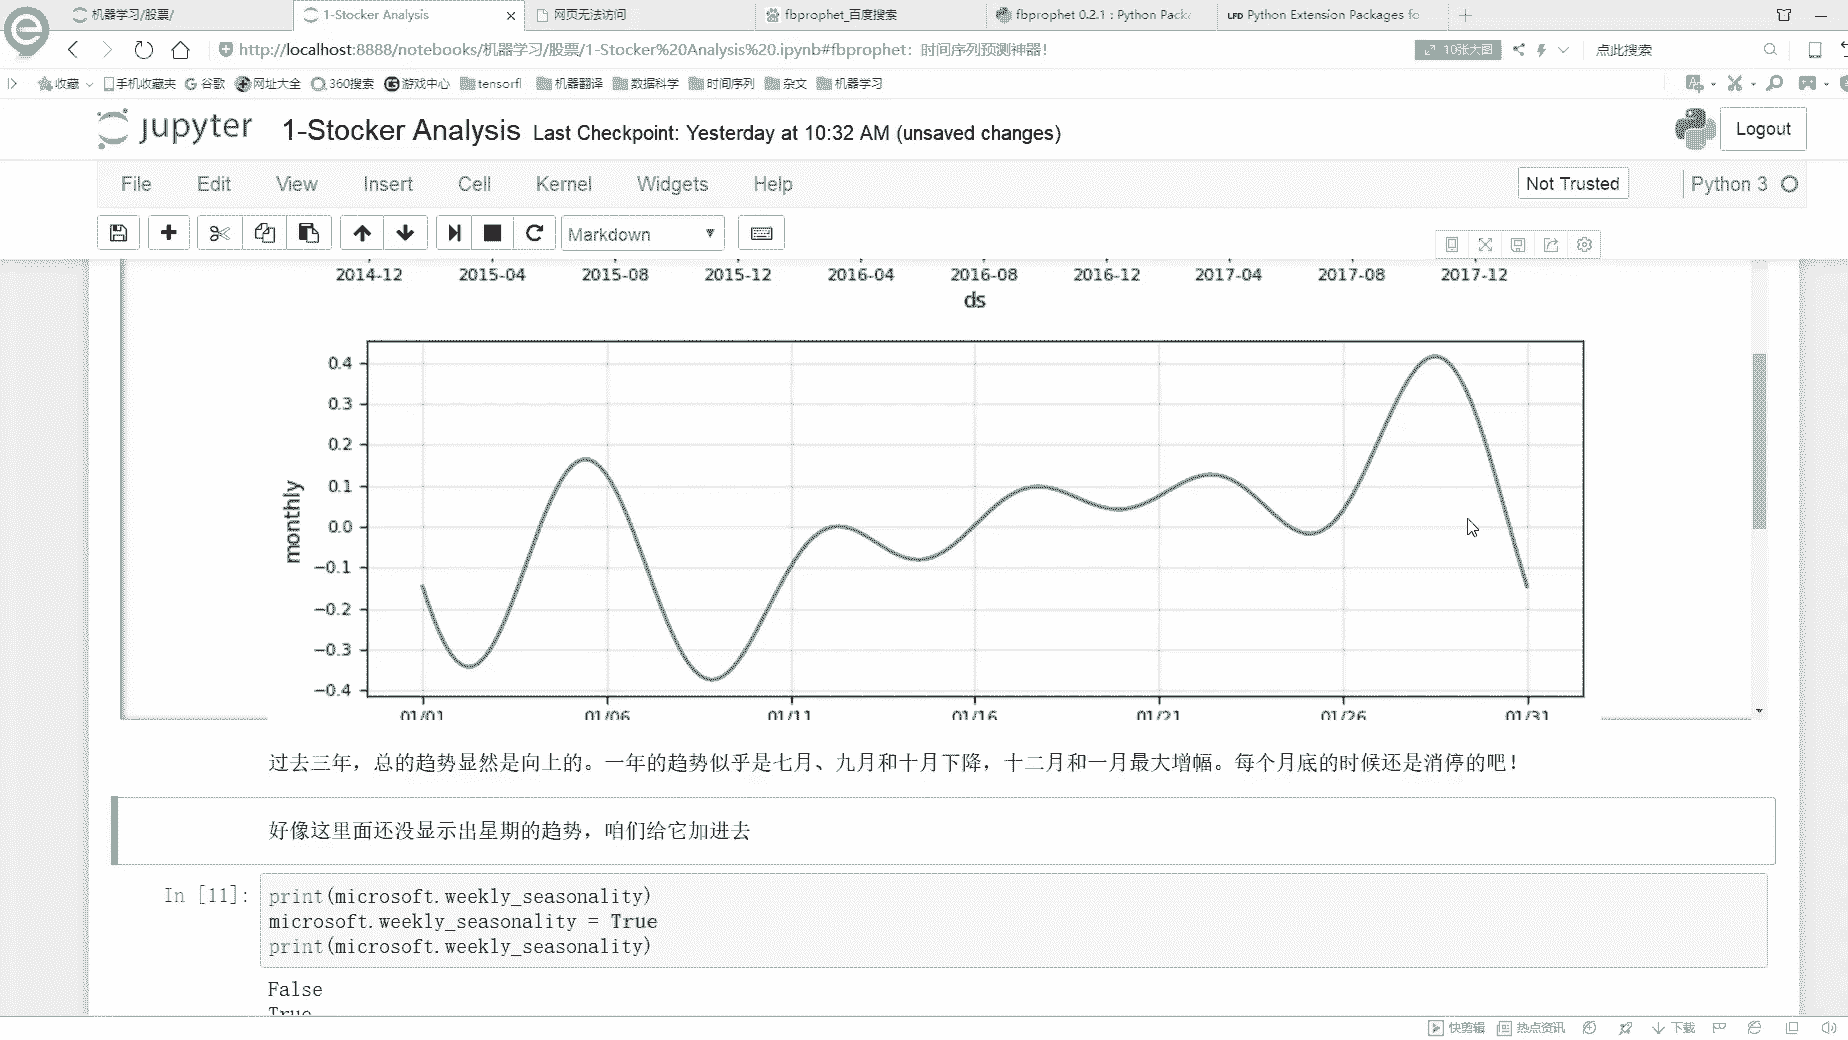 机器学习/股票/
1-Stocker Analysis
网页无法访问
fbprophet_百度搜索
fbprophet 0.2.1 : Python Pack
LFD Python Extension Packages fo
http://localhost:8888/notebooks/机器学习/股票/1-Stocker%20Analysis%20.ipynb#fbprophet：时间序列预测神器！
10张大图
点此搜索
收藏 手机收藏夹 谷歌 网址大全 360搜索 游戏中心 tensorfl 机器翻译 数据科学 时间序列 杂文 机器学习
jupyter 1-Stocker Analysis Last Checkpoint: Yesterday at 10:32 AM (unsaved changes)
Logout
File Edit View Insert Cell Kernel Widgets Help
Not Trusted
Python 3
Markdown
2014-12 2015-04 2015-08 2015-12 2016-04 2016-08 2016-12 2017-04 2017-08 2017-12
ds
0.4
0.3
0.2
0.1
0.0
−0.1
−0.2
−0.3
−0.4
monthly
01/01 01/06 01/11 01/16 01/21 01/26 01/31
过去三年，总的趋势显然是向上的。一年的趋势似乎是七月、九月和十月下降，十二月和一月最大增幅。每个月底的时候还是消停的吧！
好像这里面还没显示出星期的趋势，咱们给它加进去
In [11]:
print(microsoft.weekly_seasonality)
microsoft.weekly_seasonality = True
print(microsoft.weekly_seasonality)
False
True
快剪辑 热点资讯 下载